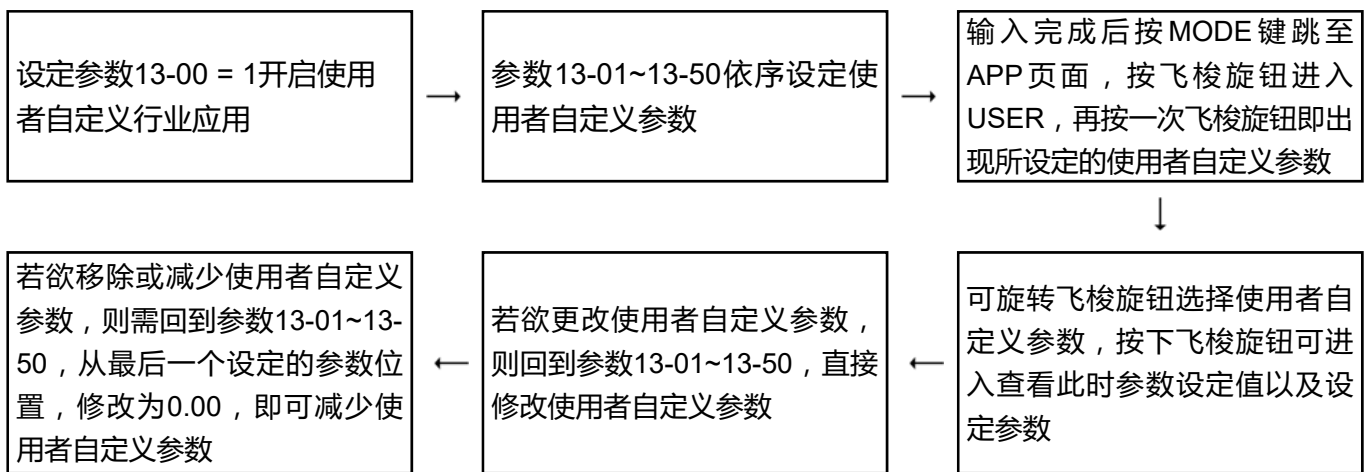 设定参数13-00 = 1开启使用
者自定义行业应用
参数13-01~13-50依序设定使
用者自定义参数
输入完成后按MODE键跳至
APP页面，按飞梭旋钮进入
USER，再按一次飞梭旋钮即出
现所设定的使用者自定义参数
可旋转飞梭旋钮选择使用者自
定义参数，按下飞梭旋钮可进
入查看此时参数设定值以及设
定参数
若欲更改使用者自定义参数，
则回到参数13-01~13-50，直接
修改使用者自定义参数
若欲移除或减少使用者自定义
参数，则需回到参数13-01~13-
50，从最后一个设定的参数位
置，修改为0.00，即可减少使
用者自定义参数